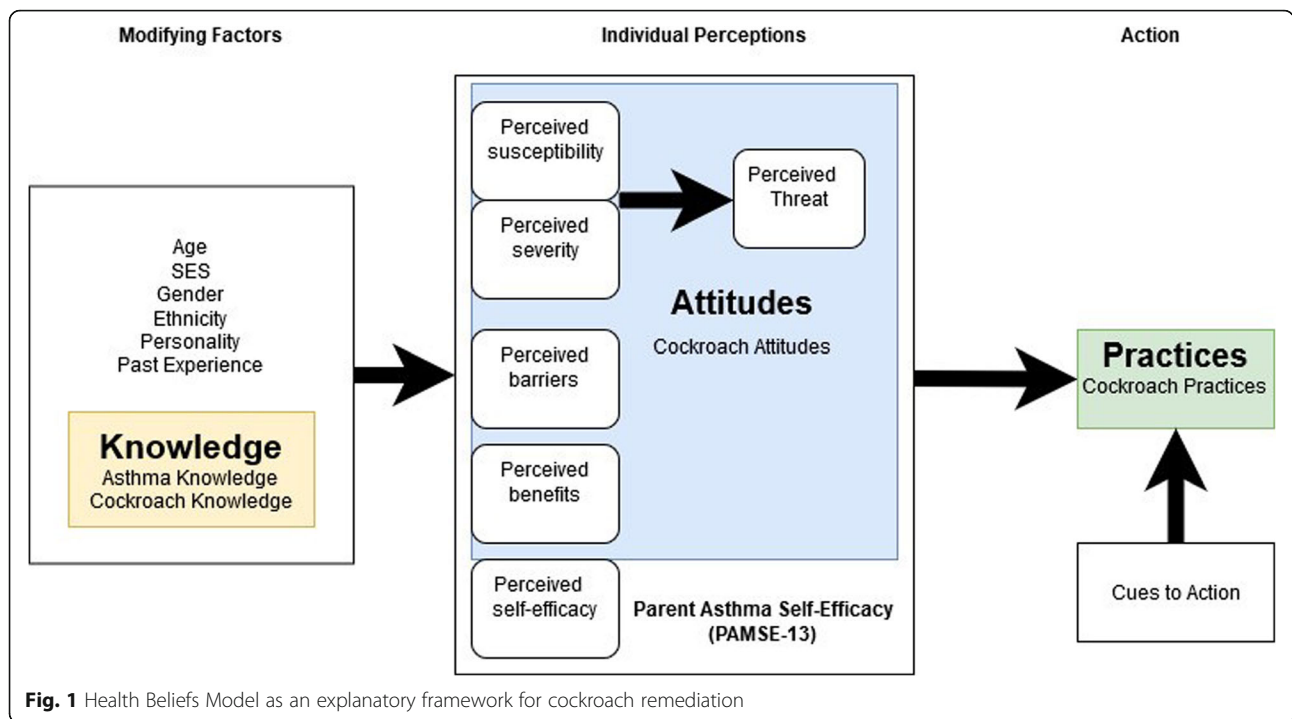 Modifying Factors
Individual Perceptions
Action
Age
SES
Gender
Ethnicity
Personality
Past Experience
Knowledge
Asthma Knowledge
Cockroach Knowledge
Perceived
susceptibility
Perceived
severity
Perceived
Threat
Attitudes
Cockroach Attitudes
Perceived
barriers
Perceived
benefits
Perceived
self-efficacy
Parent Asthma Self-Efficacy
(PAMSE-13)
Practices
Cockroach Practices
Cues to Action
Fig. 1 Health Beliefs Model as an explanatory framework for cockroach remediation